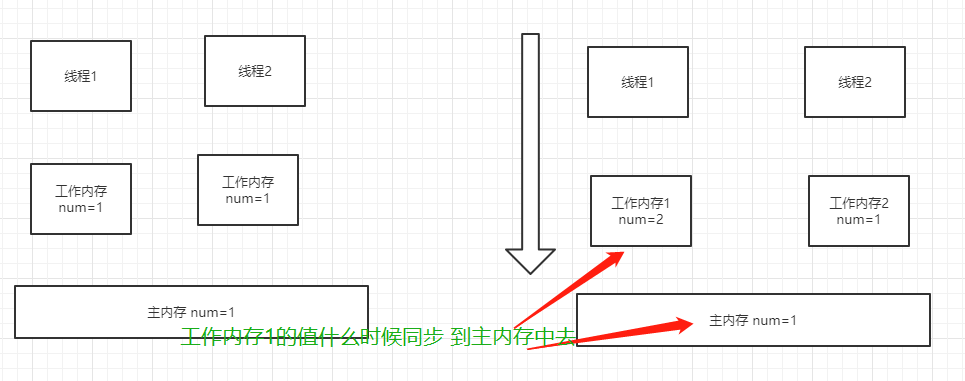 线程1
线程2
工作内存
num=1
工作内存
num=1
主内存 num=1
线程1
线程2
工作内存1
num=2
工作内存2
num=1
主内存 num=1
工作内存1的值什么时候同步 到主内存中去